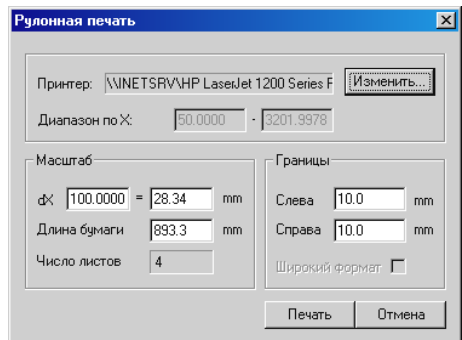 Рулонная печать
Принтер: \\INETSRV\HP LaserJet 1200 Series F Изменить...
Диапазон по X: 50.0000 - 3201.9978
Масштаб
dX 100.0000 = 28.34 mm
Длина бумаги 893.3 mm
Число листов 4
Границы
Слева 10.0 mm
Справа 10.0 mm
Широкий формат
Печать Отмена